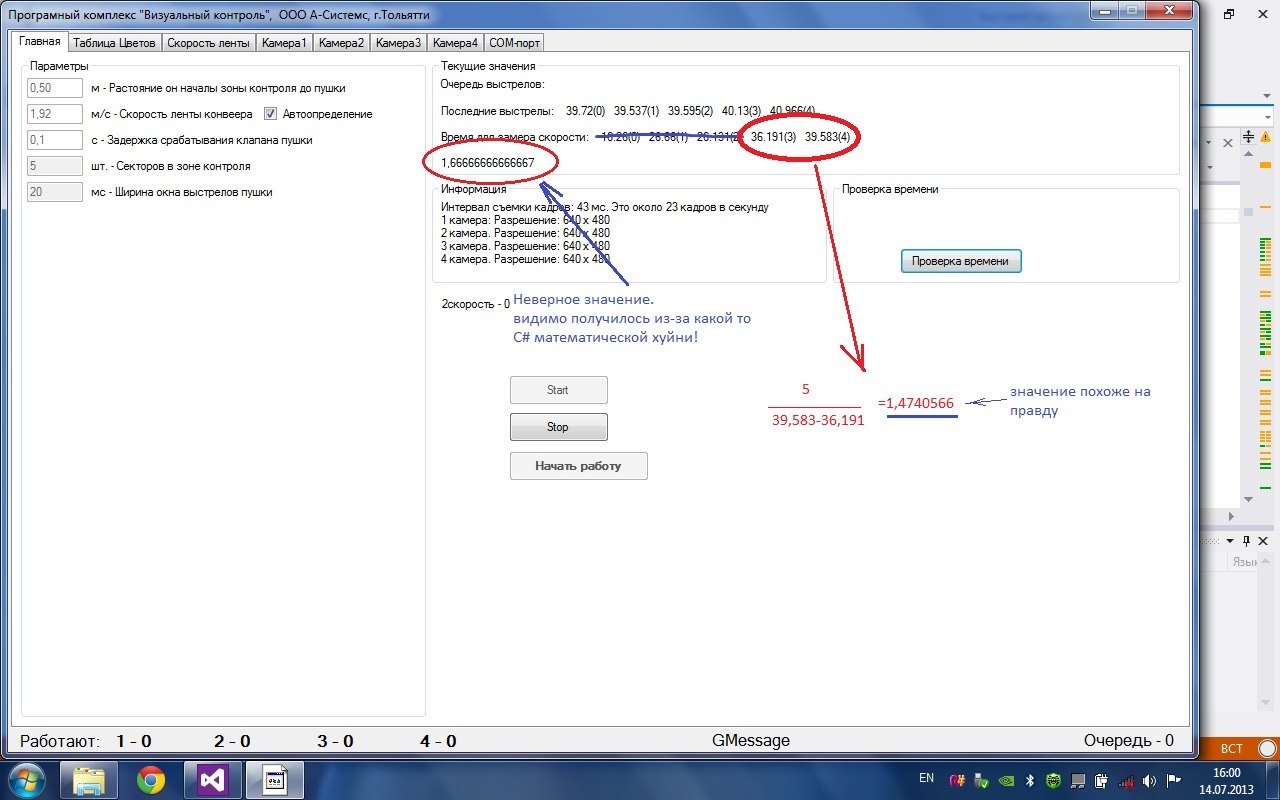 Програмный комплекс "Визуальный контроль", ООО А-Системс, г.Тольятти
Главная Таблица Цветов Скорость ленты Камера1 Камера2 Камера3 Камера4 COM-порт
Параметры
0,50 м - Растояние он началы зоны контроля до пушки
1,92 м/с - Скорость ленты конвеера Автоопределение
0,1 с - Задержка срабатывания клапана пушки
5 шт. - Секторов в зоне контроля
20 мс - Ширина окна выстрелов пушки
Текущие значения
Очередь выстрелов:
Последние выстрелы: 39.72(0) 39.537(1) 39.595(2) 40.13(3) 40.966(4)
Время для замера скорости: 16.26(0) 26.88(1) 26.131(2) 36.191(3) 39.583(4)
1,66666666666667
Информация
Интервал съемки кадров: 43 мс. Это около 23 кадров в секунду
1 камера: Разрешение: 640 x 480
2 камера. Разрешение: 640 x 480
3 камера. Разрешение: 640 x 480
4 камера. Разрешение: 640 x 480
Проверка времени
Проверка времени
2скорость - 0
Неверное значение.
видимо получилось из-за какой то
C# математической хуйни!
5
39,583-36,191
=1,4740566
значение похоже на
правду
Start
Stop
Начать работу
Работают: 1 - 0 2 - 0 3 - 0 4 - 0 GMessage Очередь - 0
Язык
ВСТ
EN
16:00
14.07.2013